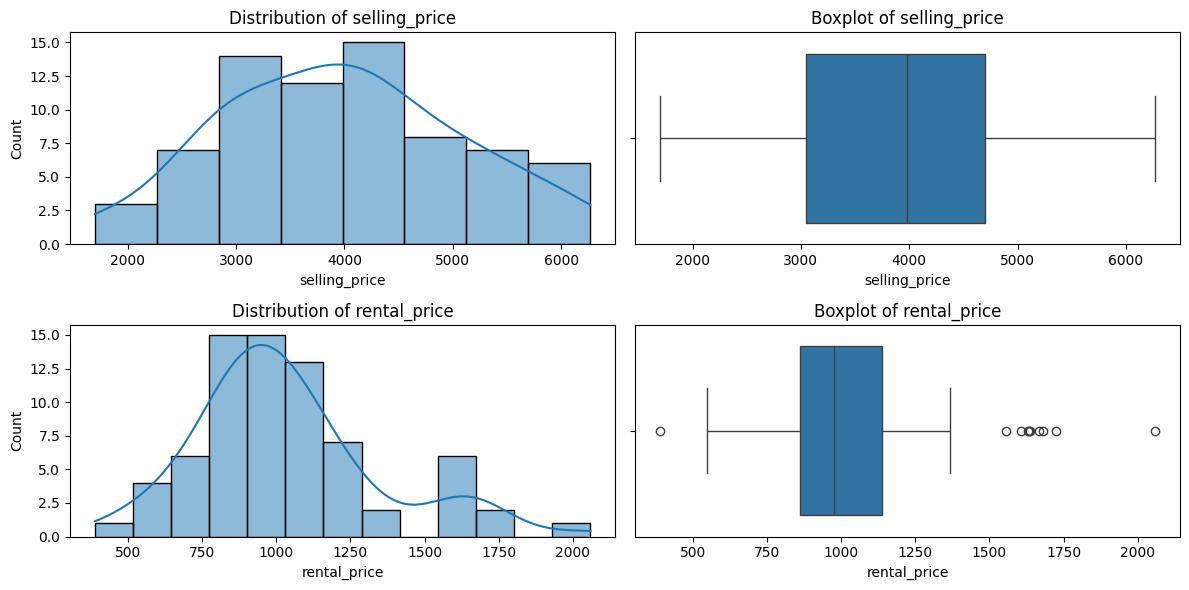 Distribution of selling_price
15.0
12.5
10.0
7.5
5.0
2.5
0.0
Count
2000 3000 4000 5000 6000
selling_price
Boxplot of selling_price
2000 3000 4000 5000 6000
selling_price
Distribution of rental_price
15.0
12.5
10.0
7.5
5.0
2.5
0.0
Count
500 750 1000 1250 1500 1750 2000
rental_price
Boxplot of rental_price
500 750 1000 1250 1500 1750 2000
rental_price